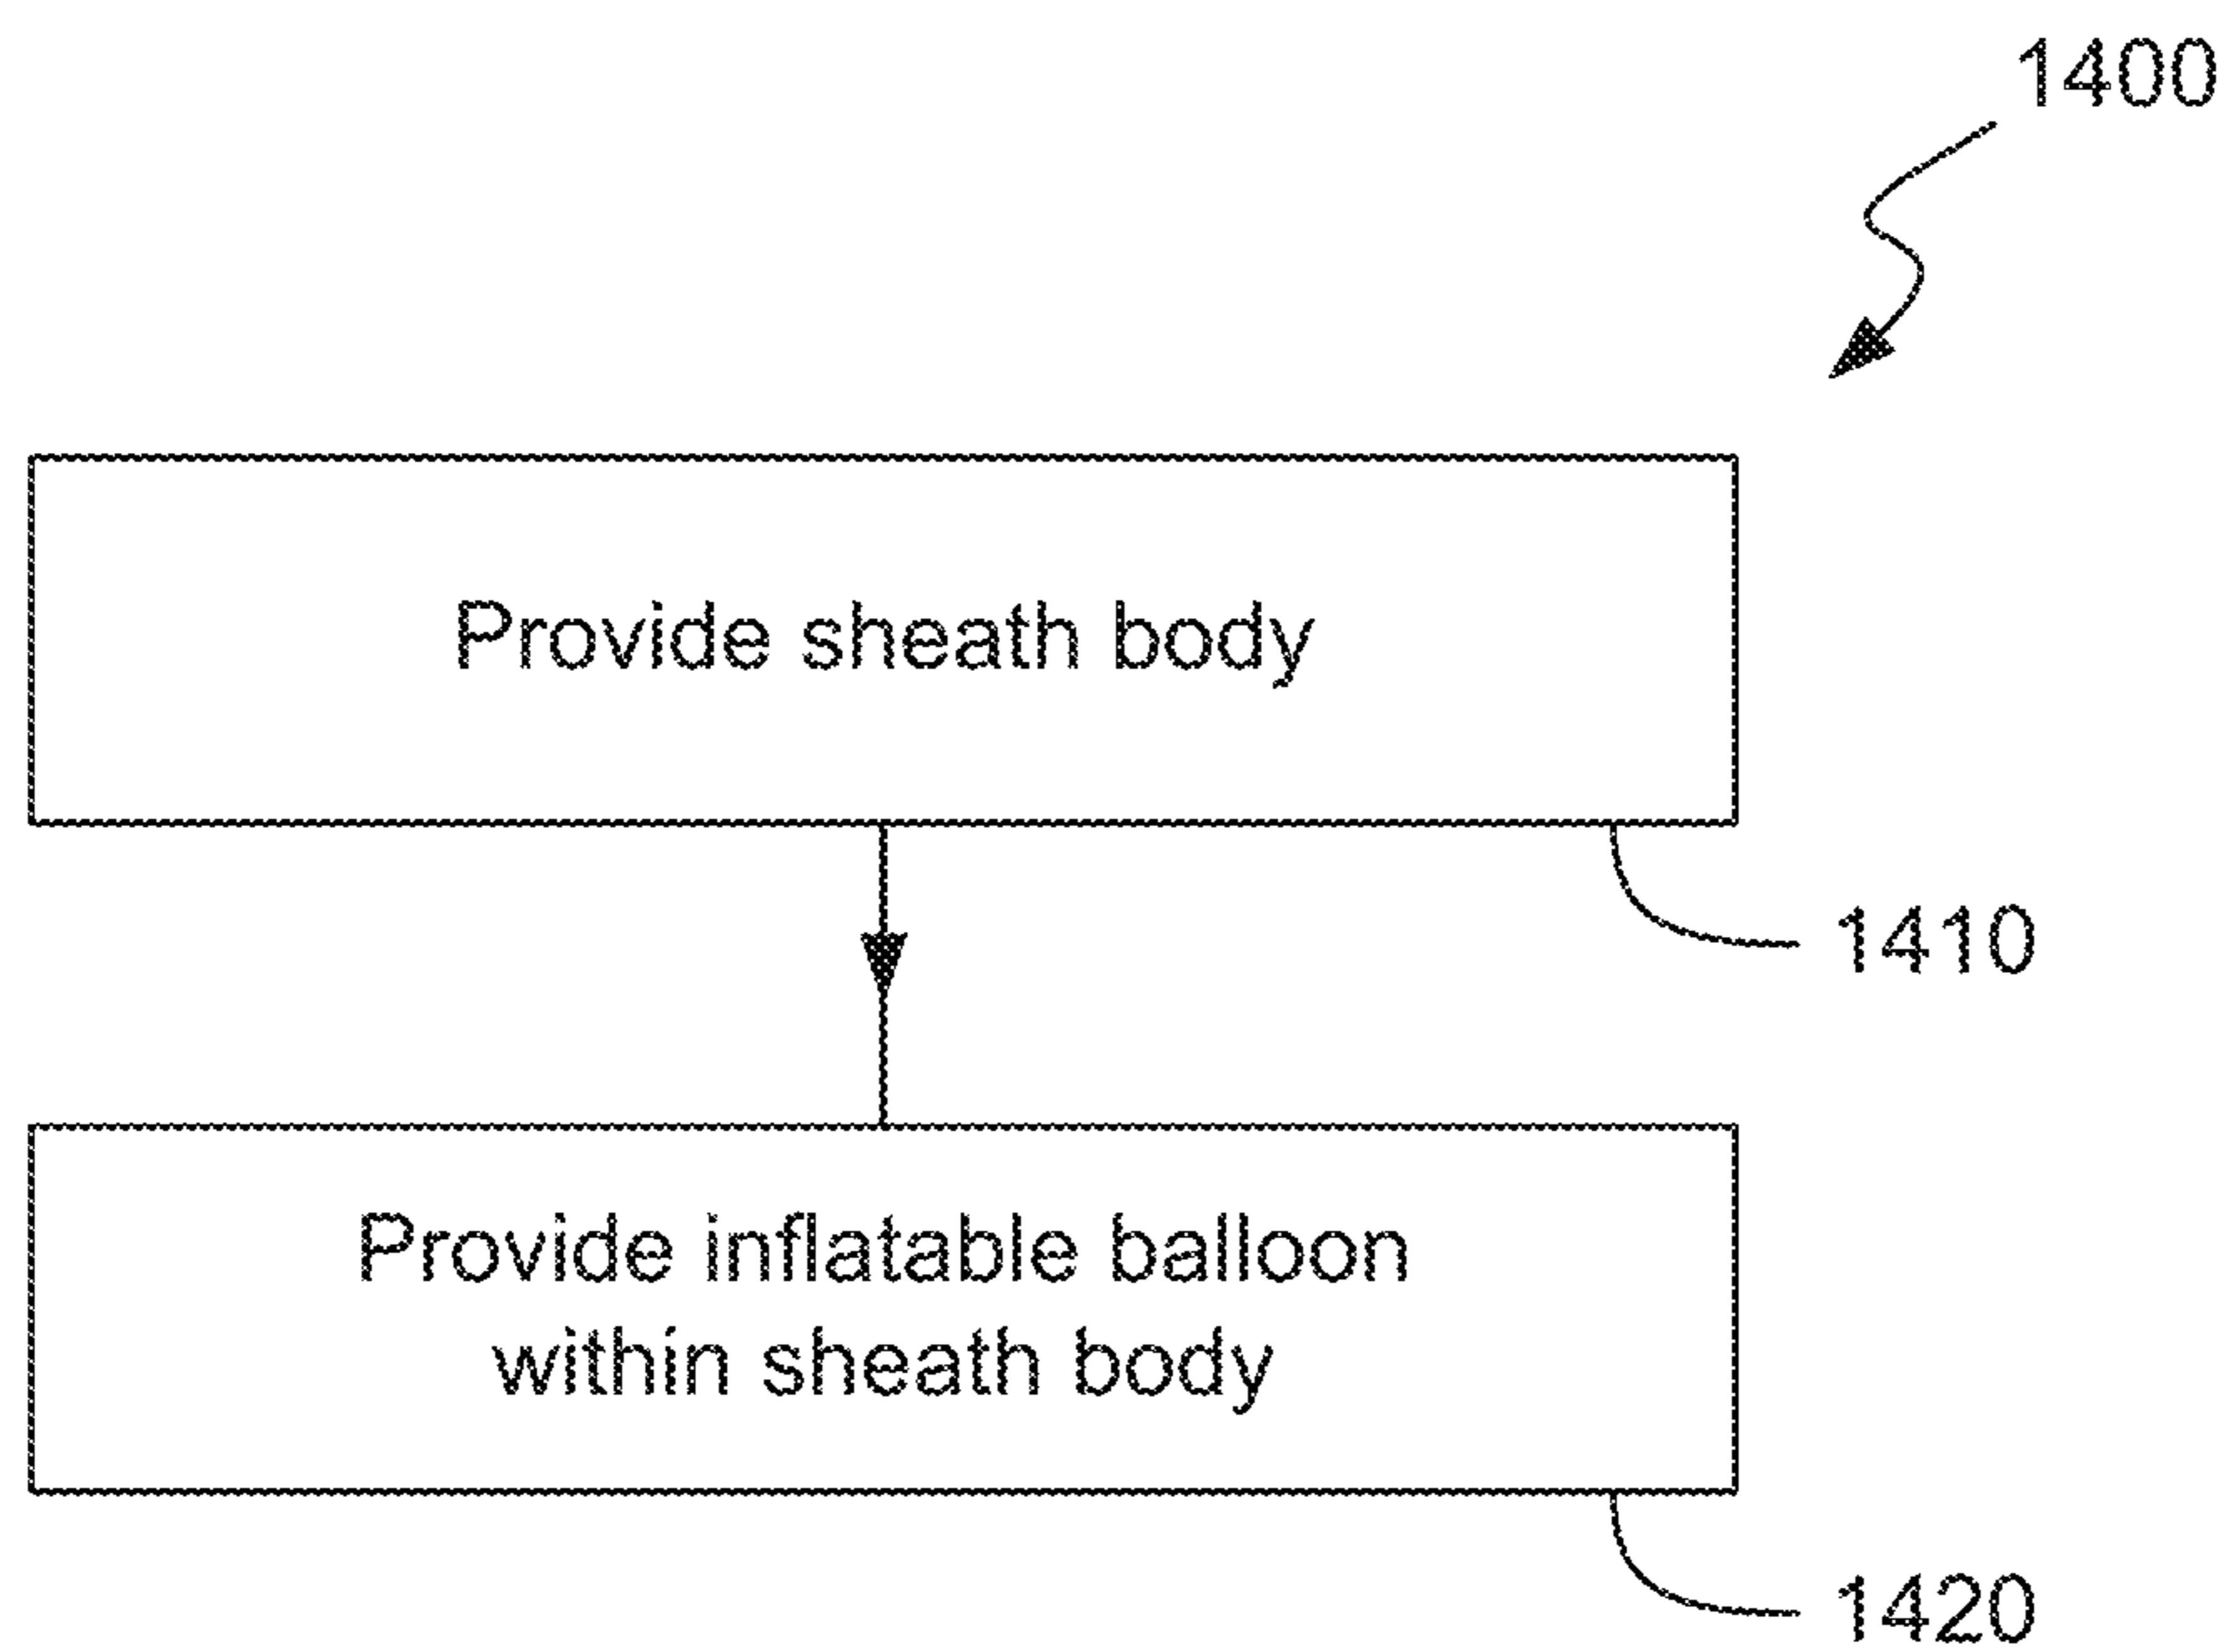 1400
Provide sheath body
1410
Provide inflatable balloon
within sheath body
1420